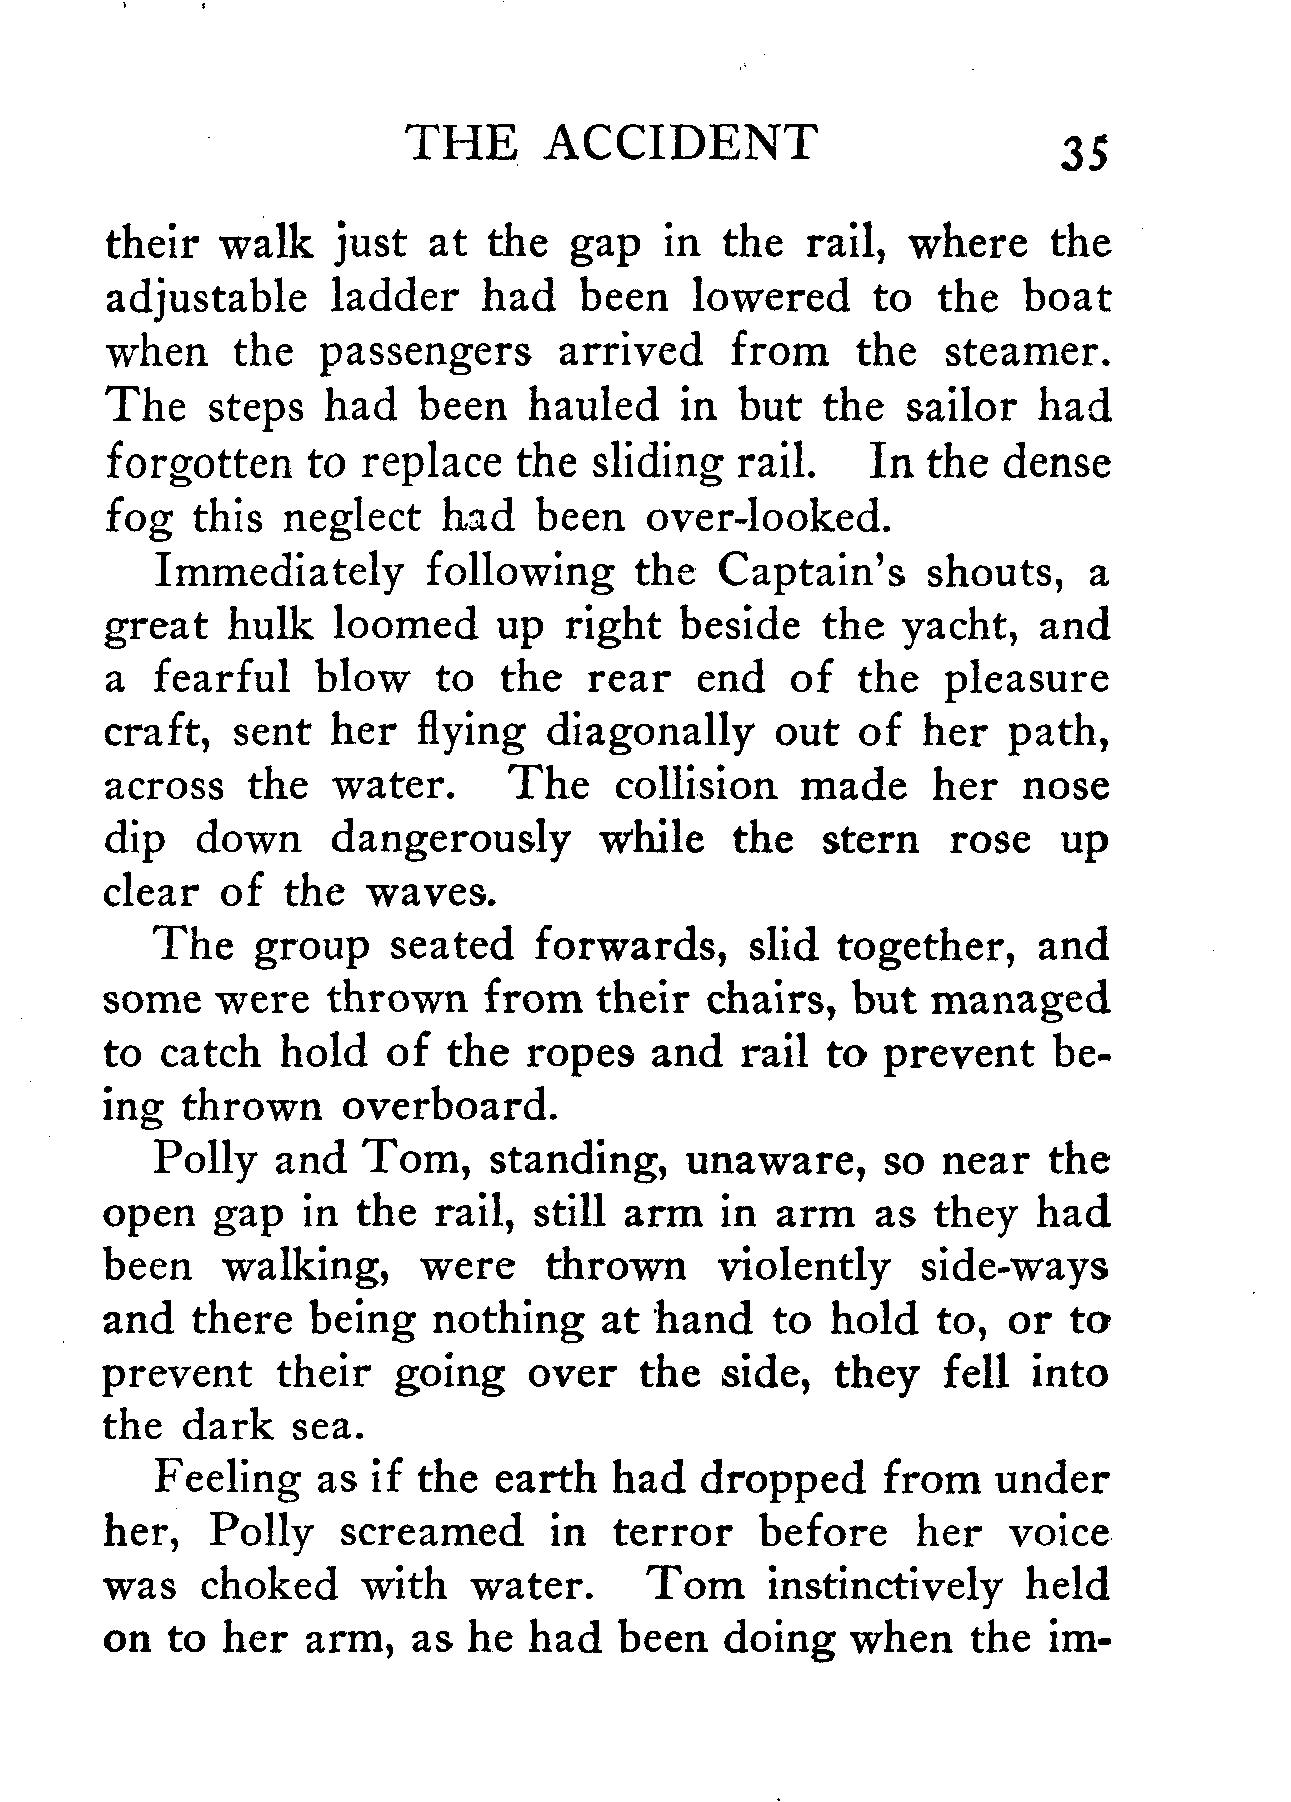 THE ACCIDENT 35
their walk just at the gap in the rail, where the
adjustable ladder had been lowered to the boat
when the passengers arrived from the steamer.
The steps had been hauled in but the sailor had
forgotten to replace the sliding rail. In the dense
fog this neglect had been over-looked.
Immediately following the Captain's shouts, a
great hulk loomed up right beside the yacht, and
a fearful blow to the rear end of the pleasure
craft, sent her flying diagonally out of her path,
across the water. The collision made her nose
dip down dangerously while the stern rose up
clear of the waves.
The group seated forwards, slid together, and
some were thrown from their chairs, but managed
to catch hold of the ropes and rail to prevent be-
ing thrown overboard.
Polly and Tom, standing, unaware, so near the
open gap in the rail, still arm in arm as they had
been walking, were thrown violently side-ways
and there being nothing at hand to hold to, or to
prevent their going over the side, they fell into
the dark sea.
Feeling as if the earth had dropped from under
her, Polly screamed in terror before her voice
was choked with water. Tom instinctively held
on to her arm, as he had been doing when the im-